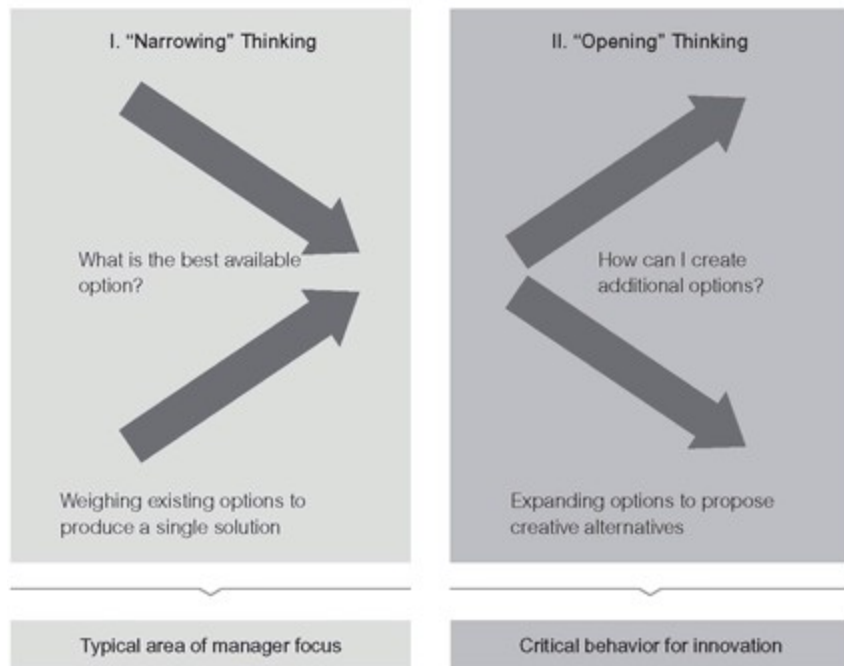 I. “Narrowing” Thinking
What is the best available
option?
Weighing existing options to
produce a single solution
Typical area of manager focus
II. “Opening” Thinking
How can I create
additional options?
Expanding options to propose
creative alternatives
Critical behavior for innovation